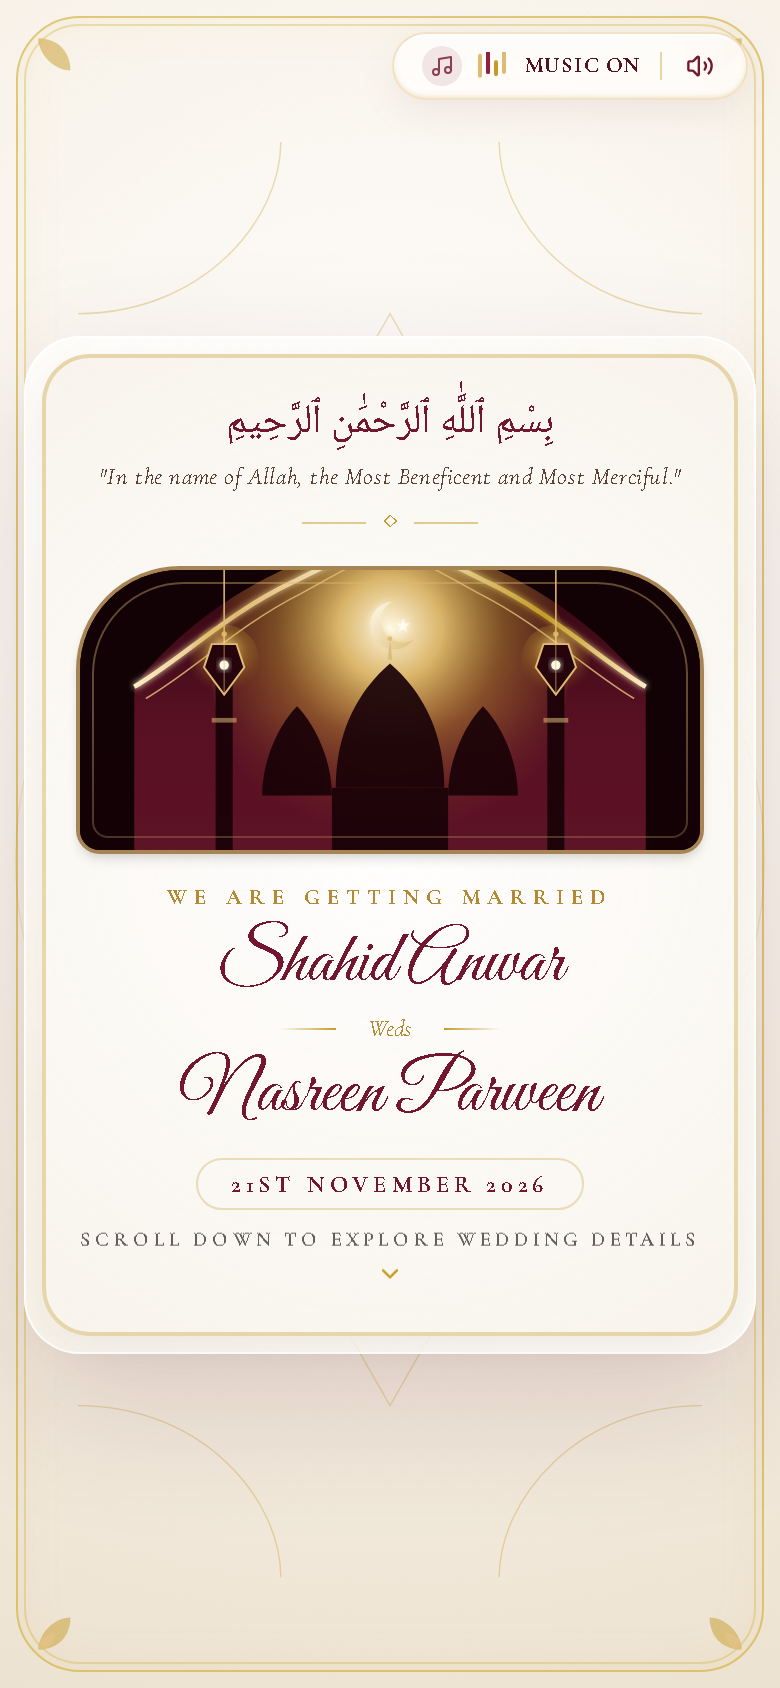 MUSIC ON
بِسْمِ ٱللَّٰهِ ٱلرَّحْمَٰنِ ٱلرَّحِيمِ
"In the name of Allah, the Most Beneficent and Most Merciful."
WE ARE GETTING MARRIED
Shahid Anwar
Weds
Nasreen Parween
21ST NOVEMBER 2026
SCROLL DOWN TO EXPLORE WEDDING DETAILS